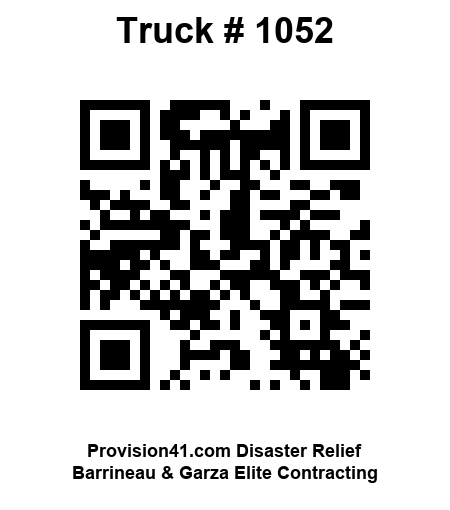 Truck # 1052
Provision41.com Disaster Relief
Barrineau & Garza Elite Contracting